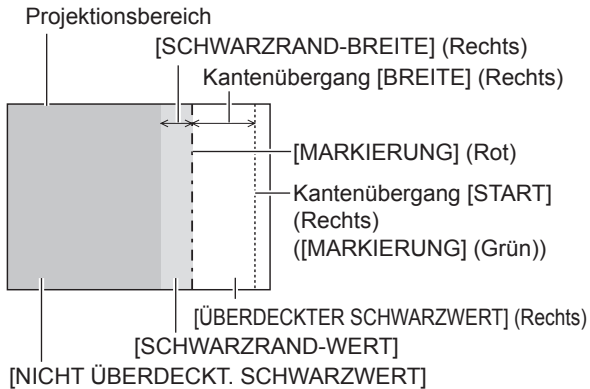 Projektionsbereich
[SCHWARZRAND-BREITE] (Rechts)
Kantenübergang [BREITE] (Rechts)
[MARKIERUNG] (Rot)
Kantenübergang [START]
(Rechts)
([MARKIERUNG] (Grün))
[ÜBERDECKTER SCHWARZWERT] (Rechts)
[SCHWARZRAND-WERT]
[NICHT ÜBERDECKT. SCHWARZWERT]